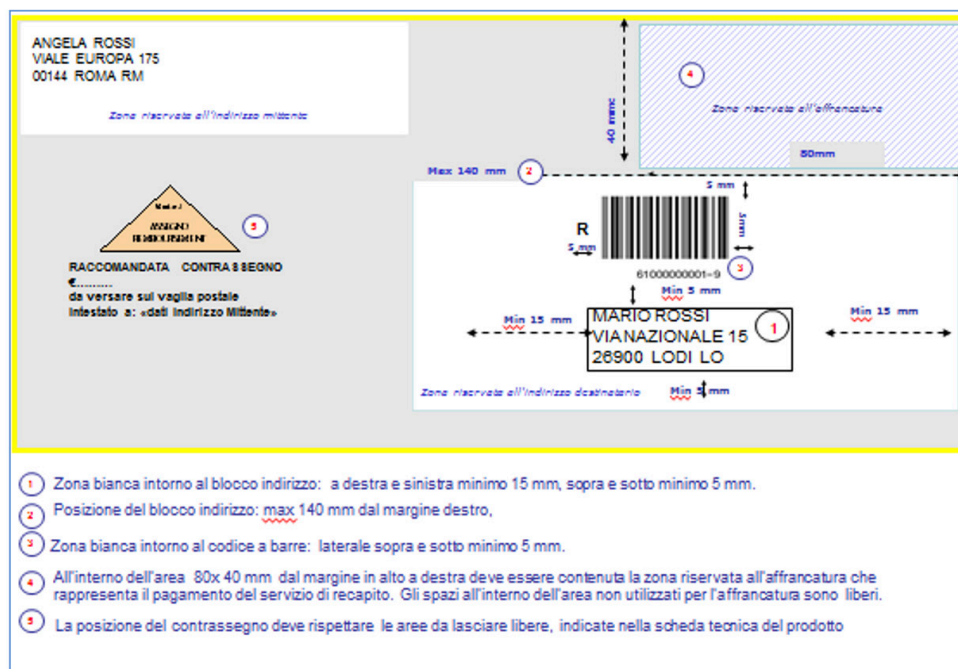 ANGELA ROSSI
VIALE EUROPA 175
00144 ROMA RM
Zona riservata all'indirizzo mittente
4
Zona riservata all'affrancatura
40 mm
80mm
Max 140 mm 2
5 mm
R
5 mm
5mm
61000000001-9
3
Min 5 mm
Min 15 mm
MARIO ROSSI
VIA NAZIONALE 15
26900 LODI LO
1
Min 15 mm
Min 5 mm
Zona riservata all'indirizzo destinatario
ASSEGNO
REMBOURSEMENT
5
RACCOMANDATA CONTRASSEGNO
€..........
da versare sul vaglia postale
Intestato a: «dati Indirizzo Mittente»
1 Zona bianca intorno al blocco indirizzo: a destra e sinistra minimo 15 mm, sopra e sotto minimo 5 mm.
2 Posizione del blocco indirizzo: max 140 mm dal margine destro,
3 Zona bianca intorno al codice a barre: laterale sopra e sotto minimo 5 mm.
4 All'interno dell'area 80x 40 mm dal margine in alto a destra deve essere contenuta la zona riservata all'affrancatura che
rappresenta il pagamento del servizio di recapito. Gli spazi all'interno dell'area non utilizzati per l'affrancatura sono liberi.
5 La posizione del contrassegno deve rispettare le aree da lasciare libere, indicate nella scheda tecnica del prodotto